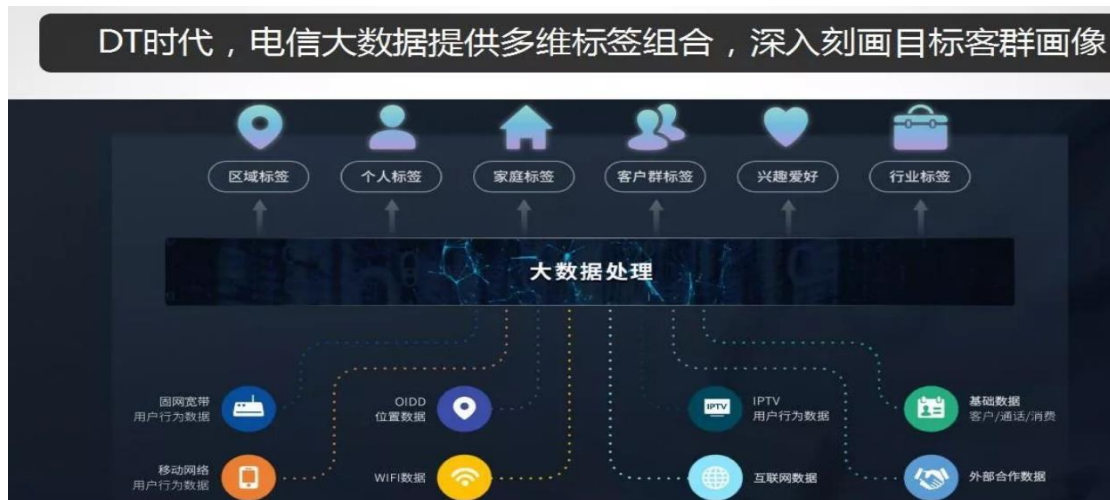 DT时代，电信大数据提供多维标签组合，深入刻画目标客群画像
区域标签
个人标签
家庭标签
客户群标签
兴趣爱好
行业标签
大数据处理
固网宽带
用户行为数据
OIDD
位置数据
IPTV
IPTV
用户行为数据
基础数据
客户/通话/消费
移动网络
用户行为数据
WIFI数据
互联网数据
外部合作数据